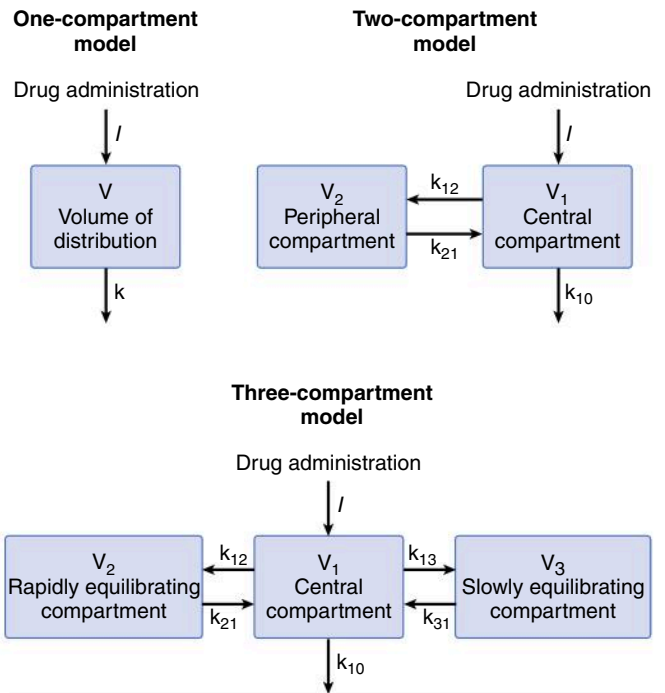 One-compartment
model
Drug administration
I
V
Volume of
distribution
k
Two-compartment
model
Drug administration
I
V₂
Peripheral
compartment
k₁₂
k₂₁
V₁
Central
compartment
k₁₀
Three-compartment
model
Drug administration
I
V₂
Rapidly equilibrating
compartment
k₁₂
k₂₁
V₁
Central
compartment
k₁₃
k₃₁
V₃
Slowly equilibrating
compartment
k₁₀